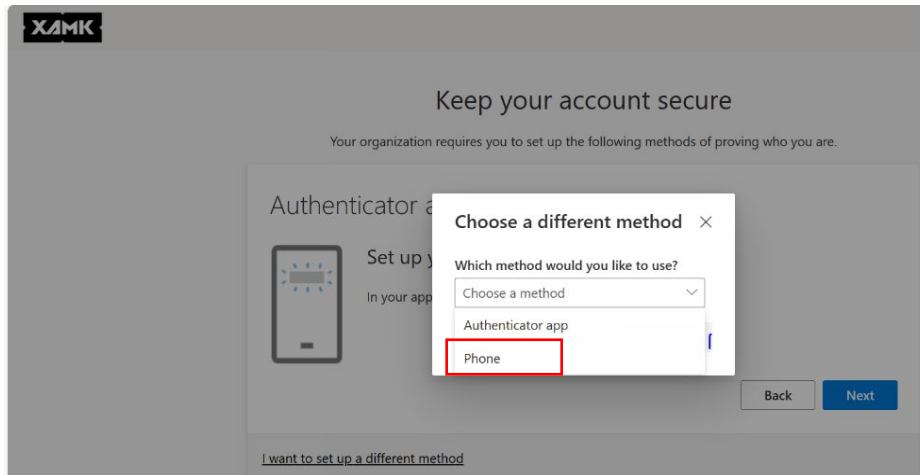 XAMK
Keep your account secure
Your organization requires you to set up the following methods of proving who you are.
Authenticator
Choose a different method
Set up
Which method would you like to use?
In your app
Choose a method
Authenticator app
Phone
Back
Next
I want to set up a different method